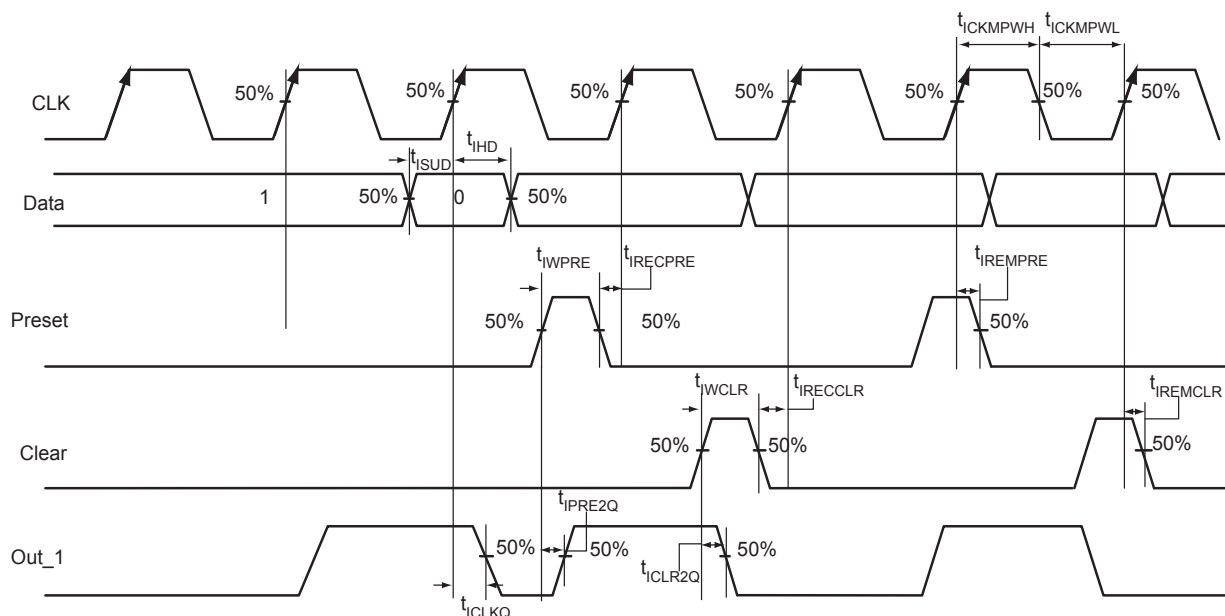 tICKMPWH tICKMPWL
CLK 50% 50% 50% 50% 50% 50% 50%
tISUD tIHD
Data 1 50% 0 50%
tIWPRE tIRECPRE tIREMPRE
Preset 50% 50% 50%
tIWCLR tIRECCLR tIREMCLR
Clear 50% 50% 50%
tIPRE2Q
Out_1 50% 50% 50%
tICLR2Q
tICLKQ